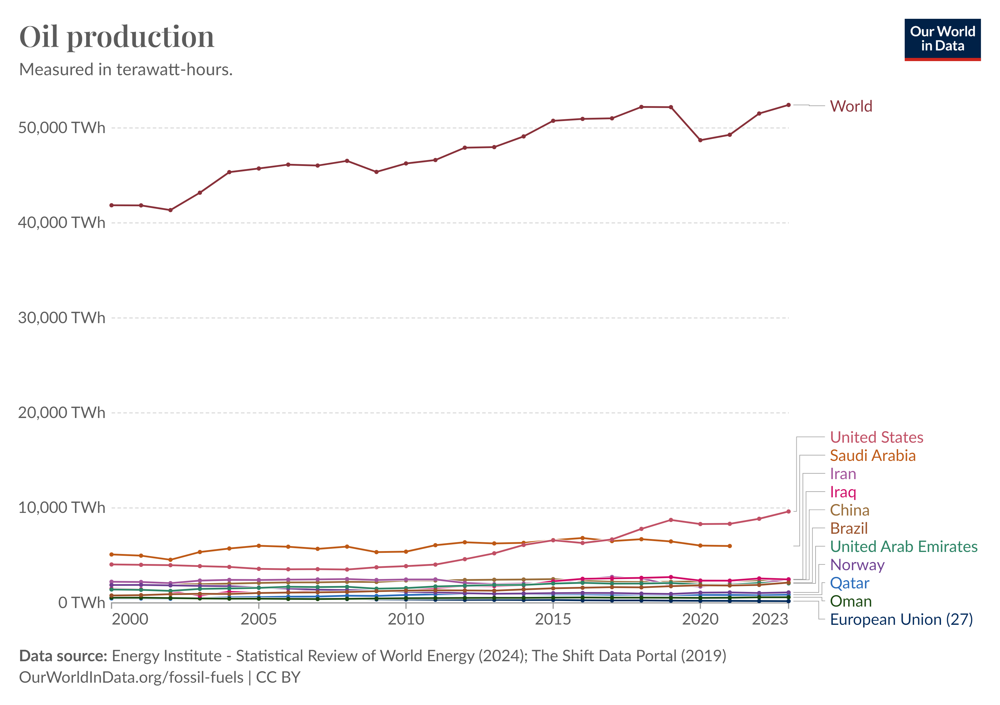 Oil production
Measured in terawatt-hours.
Our World
in Data
50,000 TWh
40,000 TWh
30,000 TWh
20,000 TWh
10,000 TWh
0 TWh
World
United States
Saudi Arabia
Iran
Iraq
China
Brazil
United Arab Emirates
Norway
Qatar
Oman
European Union (27)
2000
2005
2010
2015
2020
2023
Data source: Energy Institute - Statistical Review of World Energy (2024); The Shift Data Portal (2019)
OurWorldInData.org/fossil-fuels | CC BY